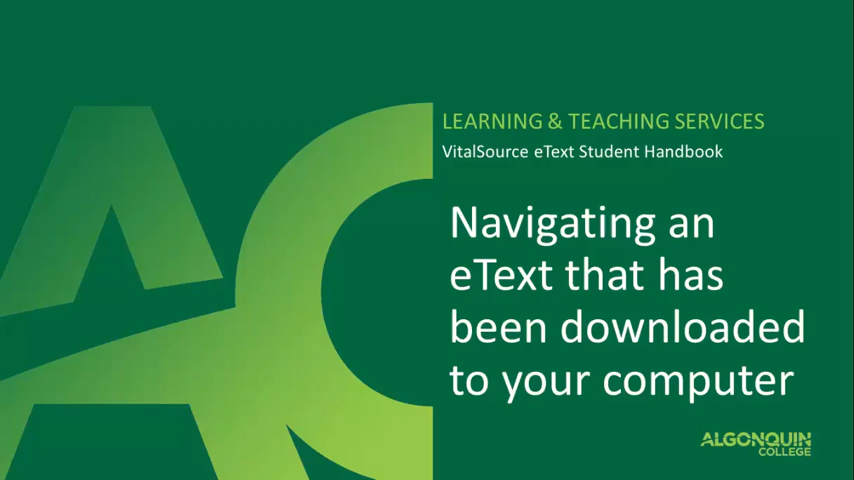 LEARNING & TEACHING SERVICES
VitalSource eText Student Handbook
Navigating an
eText that has
been downloaded
to your computer
ALGONQUIN
COLLEGE